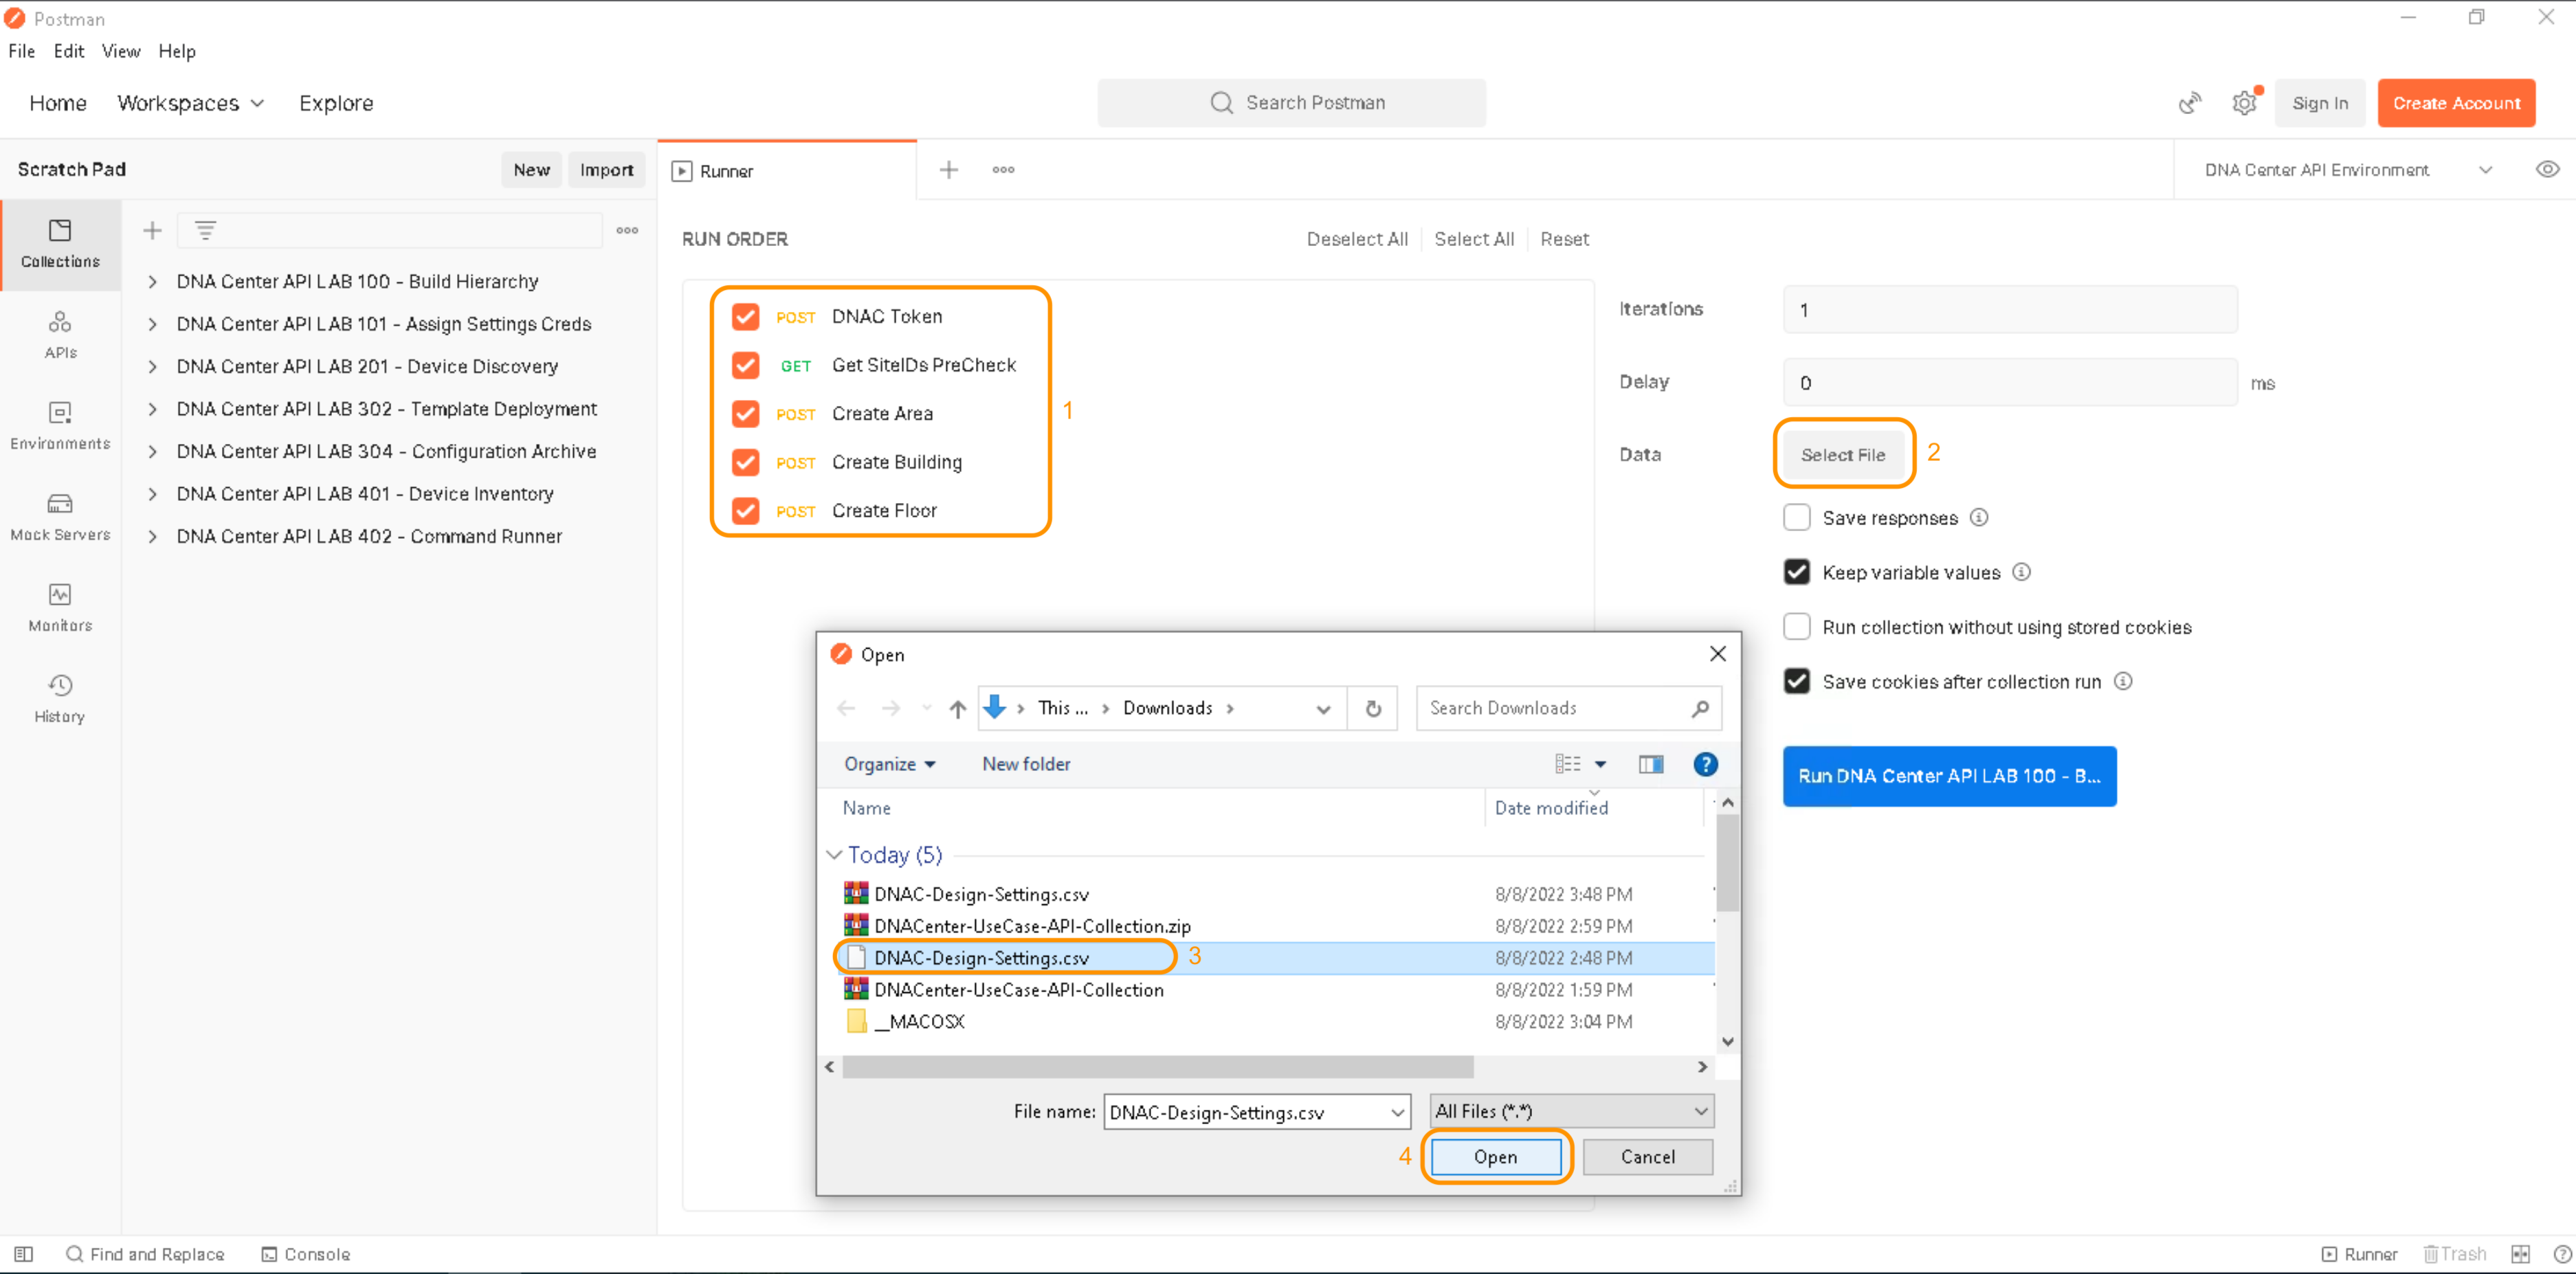 Postman
File Edit View Help
Home Workspaces Explore
Search Postman
Sign In
Create Account
Scratch Pad
New
Import
Runner
DNA Center API Environment
Collections
APIs
Environments
Mock Servers
Monitors
History
DNA Center API LAB 100 - Build Hierarchy
DNA Center API LAB 101 - Assign Settings Creds
DNA Center API LAB 201 - Device Discovery
DNA Center API LAB 302 - Template Deployment
DNA Center API LAB 304 - Configuration Archive
DNA Center API LAB 401 - Device Inventory
DNA Center API LAB 402 - Command Runner
RUN ORDER
Deselect All
Select All
Reset
POST DNAC Token
GET Get SiteIDs PreCheck
POST Create Area
POST Create Building
POST Create Floor
1
Iterations
1
Delay
0
ms
Data
Select File
2
Save responses
Keep variable values
Run collection without using stored cookies
Save cookies after collection run
Run DNA Center API LAB 100 - B...
Open
This ... Downloads
Search Downloads
Organize
New folder
?
Name
Date modified
Today (5)
DNAC-Design-Settings.csv 8/8/2022 3:48 PM
DNACenter-UseCase-API-Collection.zip 8/8/2022 2:59 PM
DNAC-Design-Settings.csv 3 8/8/2022 2:48 PM
DNACenter-UseCase-API-Collection 8/8/2022 1:59 PM
__MACOSX 8/8/2022 3:04 PM
File name: DNAC-Design-Settings.csv
All Files (*.*)
4
Open
Cancel
Find and Replace
Console
Runner
Trash
?